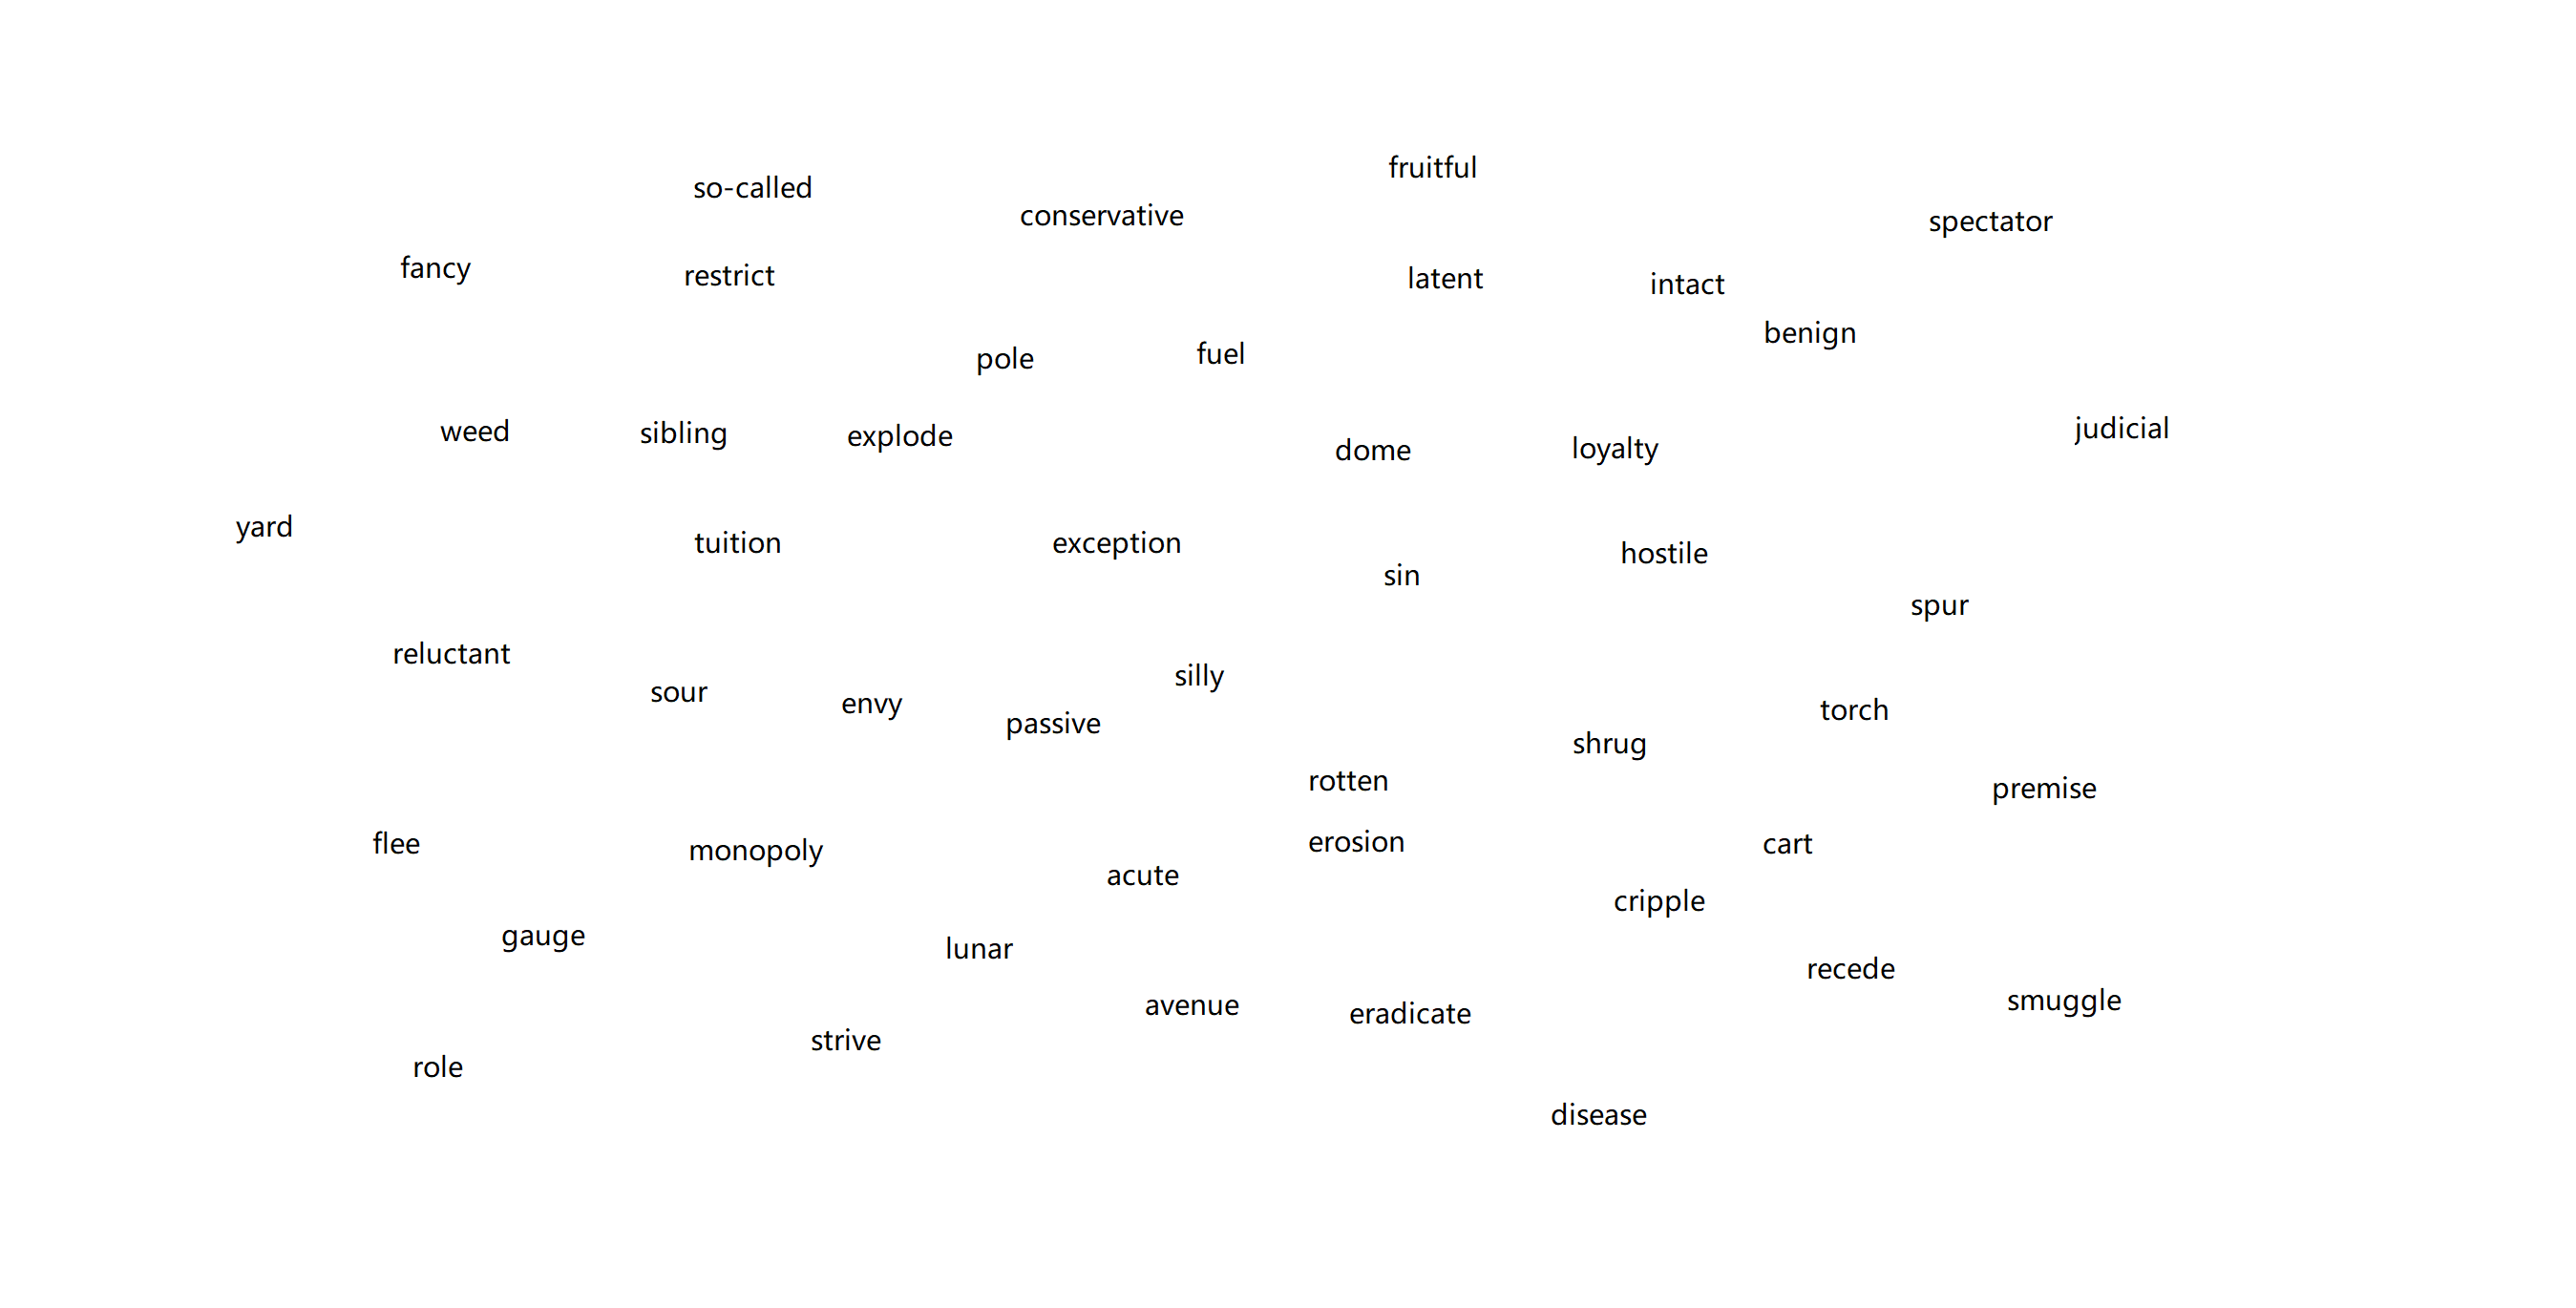 fruitful
so-called
conservative
spectator
fancy
restrict
latent
intact
benign
pole
fuel
weed
sibling
explode
dome
loyalty
judicial
yard
tuition
exception
hostile
sin
spur
reluctant
silly
sour
envy
passive
torch
shrug
rotten
premise
flee
monopoly
erosion
cart
acute
cripple
gauge
lunar
recede
smuggle
avenue
eradicate
strive
role
disease